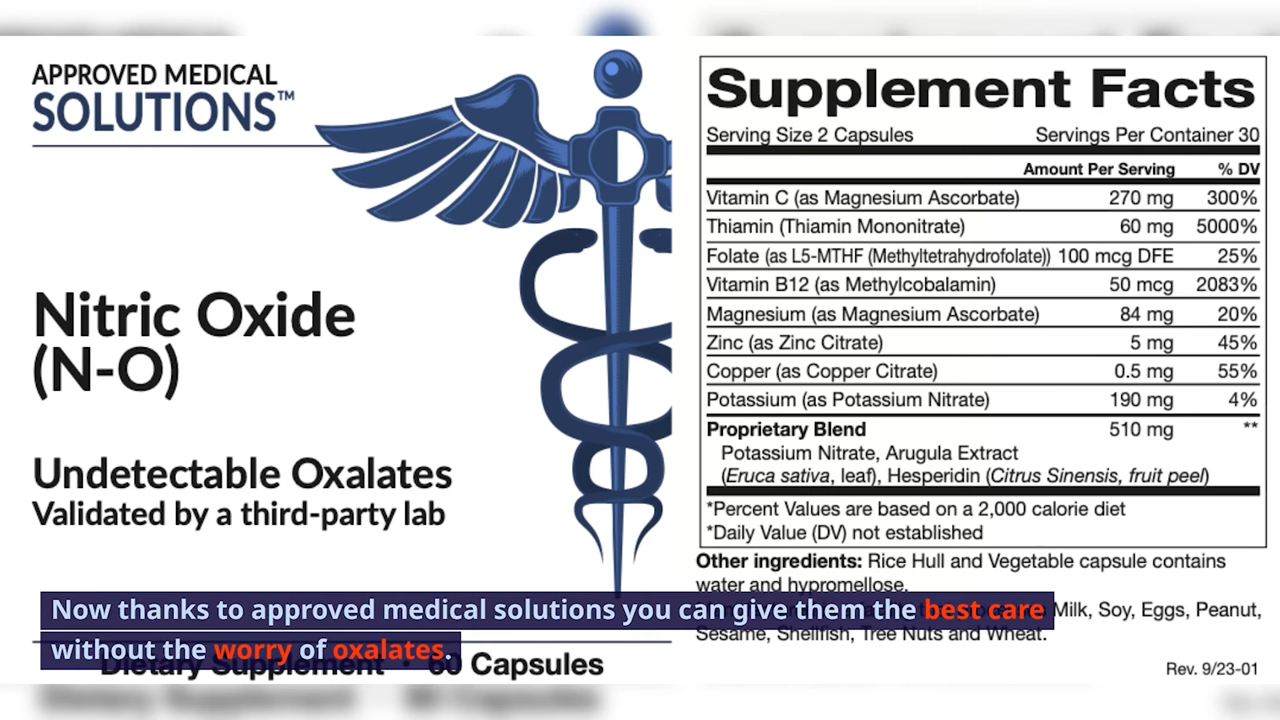 APPROVED MEDICAL
SOLUTIONS™
Nitric Oxide
(N-O)
Undetectable Oxalates
Validated by a third-party lab
Dietary Supplement · 60 Capsules
Supplement Facts
Serving Size 2 Capsules Servings Per Container 30
Amount Per Serving % DV
Vitamin C (as Magnesium Ascorbate) 270 mg 300%
Thiamin (Thiamin Mononitrate) 60 mg 5000%
Folate (as L5-MTHF (Methyltetrahydrofolate)) 100 mcg DFE 25%
Vitamin B12 (as Methylcobalamin) 50 mcg 2083%
Magnesium (as Magnesium Ascorbate) 84 mg 20%
Zinc (as Zinc Citrate) 5 mg 45%
Copper (as Copper Citrate) 0.5 mg 55%
Potassium (as Potassium Nitrate) 190 mg 4%
Proprietary Blend 510 mg **
Potassium Nitrate, Arugula Extract
(Eruca sativa, leaf), Hesperidin (Citrus Sinensis, fruit peel)
*Percent Values are based on a 2,000 calorie diet
*Daily Value (DV) not established
Other ingredients: Rice Hull and Vegetable capsule contains
water and hypromellose.
Milk, Soy, Eggs, Peanut,
Sesame, Shellfish, Tree Nuts and Wheat.
Rev. 9/23-01
Now thanks to approved medical solutions you can give them the best care
without the worry of oxalates.